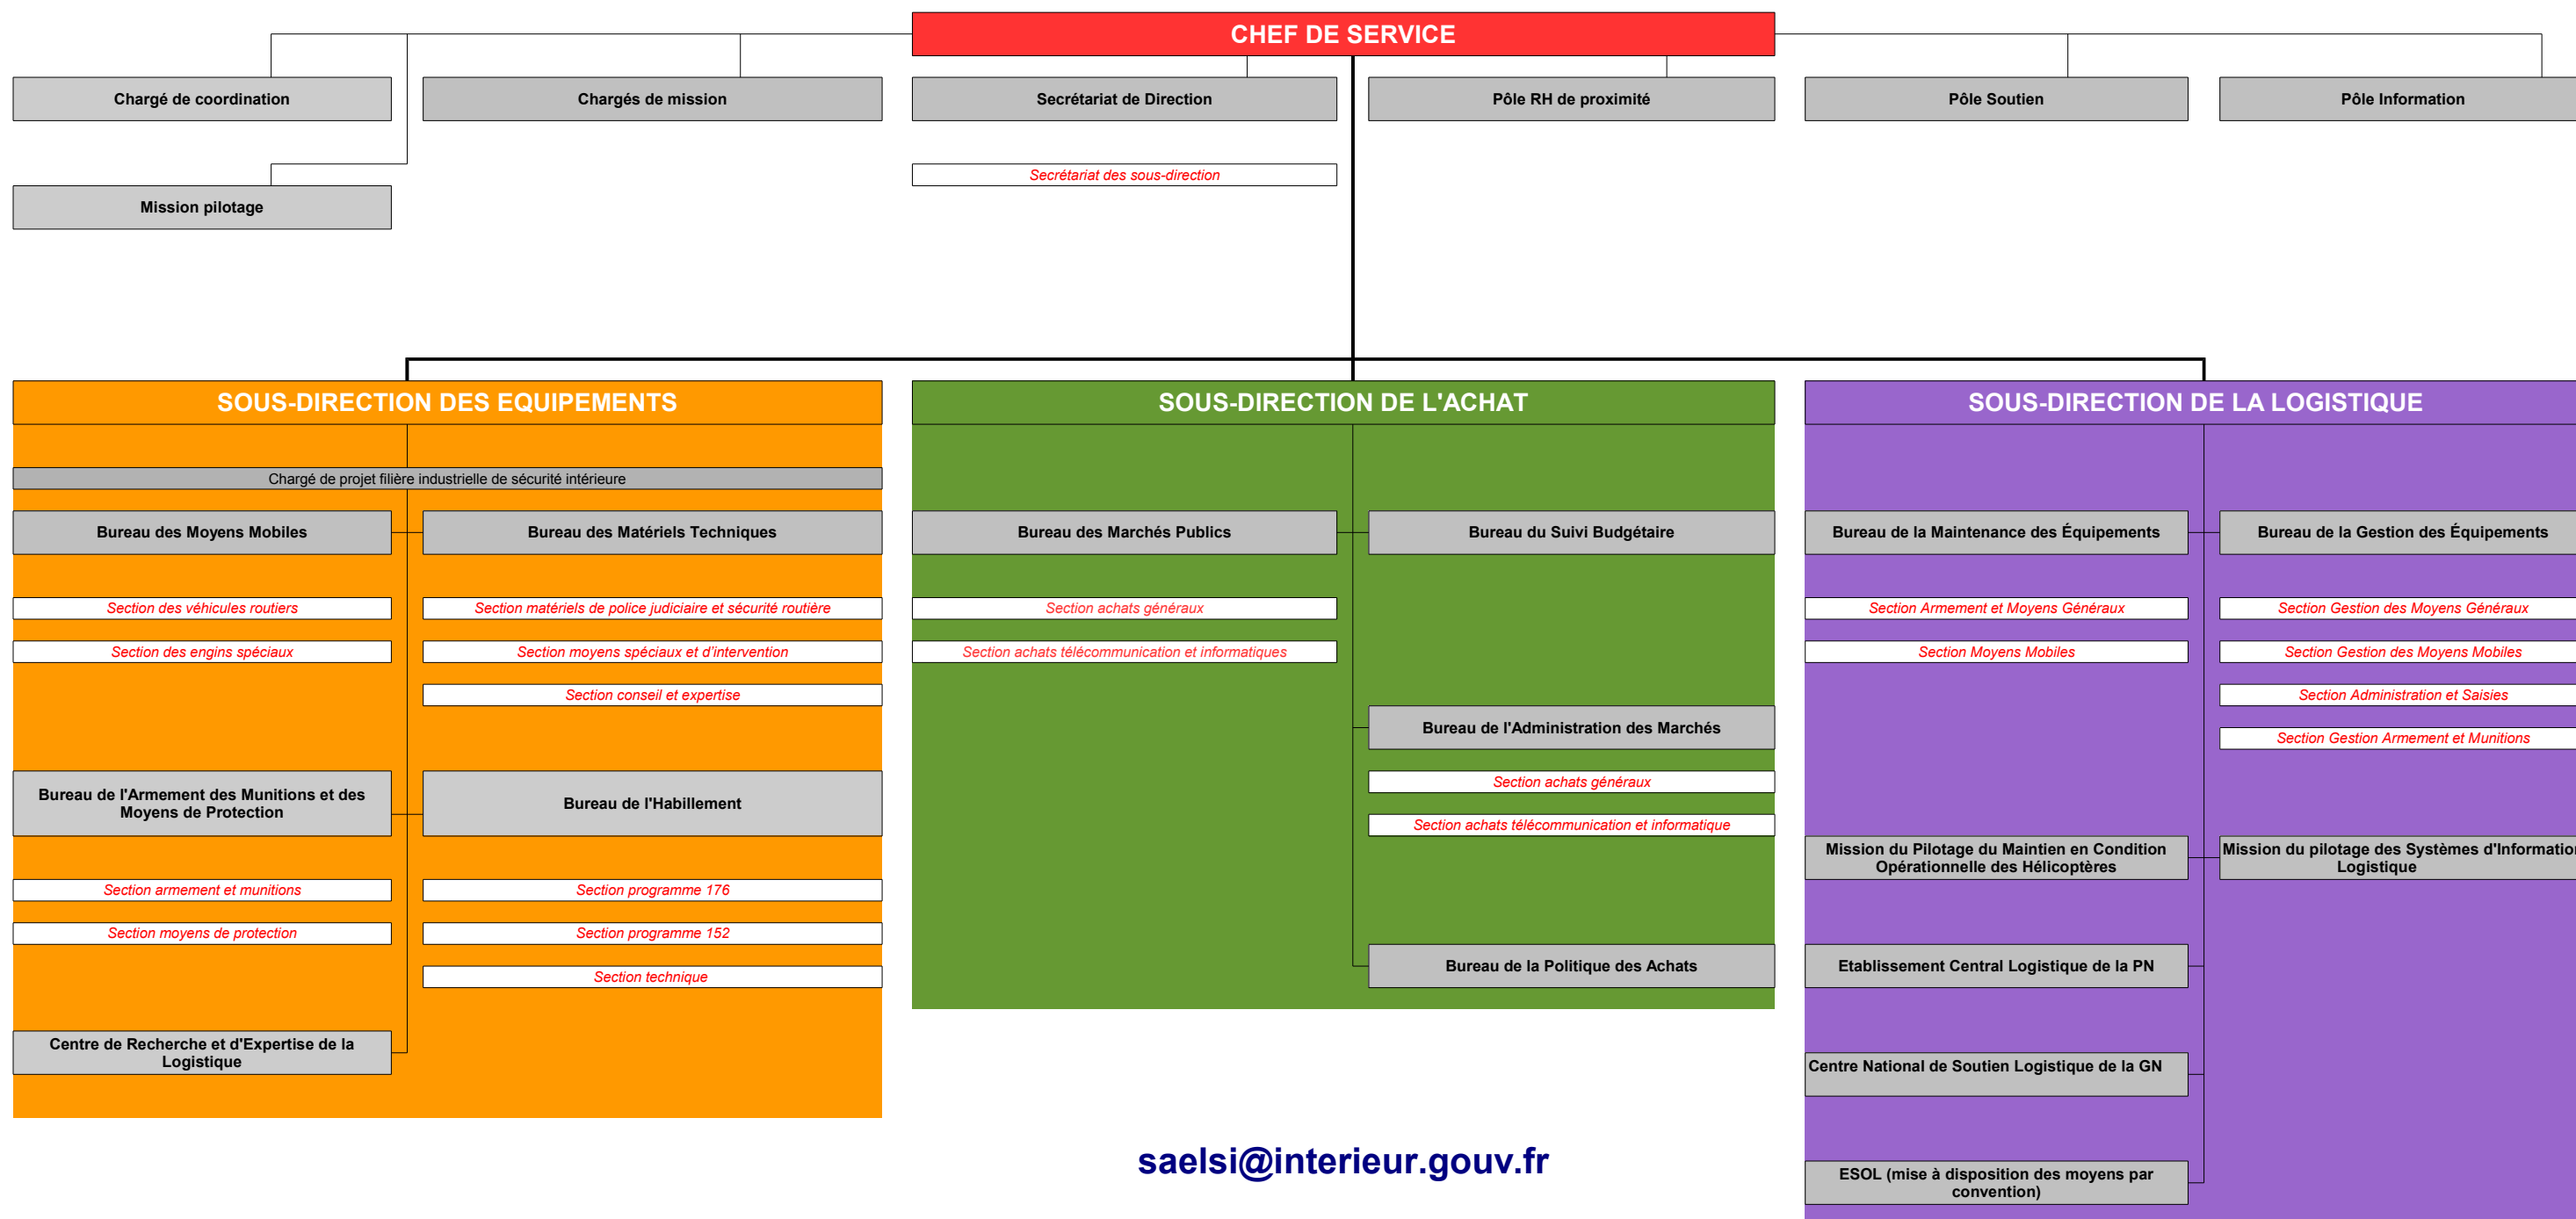 CHEF DE SERVICE
Chargé de coordination
Chargés de mission
Secrétariat de Direction
Pôle RH de proximité
Pôle Soutien
Pôle Information
Secrétariat des sous-direction
Mission pilotage
SOUS-DIRECTION DES EQUIPEMENTS
Chargé de projet filière industrielle de sécurité intérieure
Bureau des Moyens Mobiles
Section des véhicules routiers
Section des engins spéciaux
Bureau des Matériels Techniques
Section matériels de police judiciaire et sécurité routière
Section moyens spéciaux et d'intervention
Section conseil et expertise
Bureau de l'Armement des Munitions et des
Moyens de Protection
Section armement et munitions
Section moyens de protection
Bureau de l'Habillement
Section programme 176
Section programme 152
Section technique
Centre de Recherche et d'Expertise de la
Logistique
SOUS-DIRECTION DE L'ACHAT
Bureau des Marchés Publics
Section achats généraux
Section achats télécommunication et informatiques
Bureau du Suivi Budgétaire
Bureau de l'Administration des Marchés
Section achats généraux
Section achats télécommunication et informatique
Bureau de la Politique des Achats
SOUS-DIRECTION DE LA LOGISTIQUE
Bureau de la Maintenance des Équipements
Section Armement et Moyens Généraux
Section Moyens Mobiles
Bureau de la Gestion des Équipements
Section Gestion des Moyens Généraux
Section Gestion des Moyens Mobiles
Section Administration et Saisies
Section Gestion Armement et Munitions
Mission du Pilotage du Maintien en Condition
Opérationnelle des Hélicoptères
Mission du pilotage des Systèmes d'Information
Logistique
Etablissement Central Logistique de la PN
Centre National de Soutien Logistique de la GN
ESOL (mise à disposition des moyens par
convention)
saelsi@interieur.gouv.fr